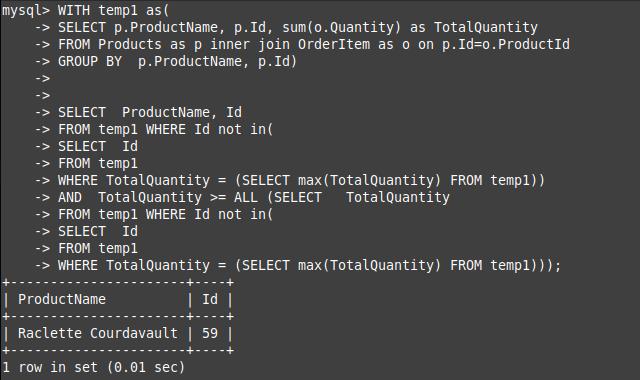 mysql> WITH temp1 as(
    -> SELECT p.ProductName, p.Id, sum(o.Quantity) as TotalQuantity
    -> FROM Products as p inner join OrderItem as o on p.Id=o.ProductId
    -> GROUP BY  p.ProductName, p.Id)
    ->
    ->
    -> SELECT  ProductName, Id
    -> FROM temp1 WHERE Id not in(
    -> SELECT  Id
    -> FROM temp1
    -> WHERE TotalQuantity = (SELECT max(TotalQuantity) FROM temp1))
    -> AND  TotalQuantity >= ALL (SELECT   TotalQuantity
    -> FROM temp1 WHERE Id not in(
    -> SELECT  Id
    -> FROM temp1
    -> WHERE TotalQuantity = (SELECT max(TotalQuantity) FROM temp1)));
+----------------------+----+
| ProductName          | Id |
+----------------------+----+
| Raclette Courdavault | 59 |
+----------------------+----+
1 row in set (0.01 sec)